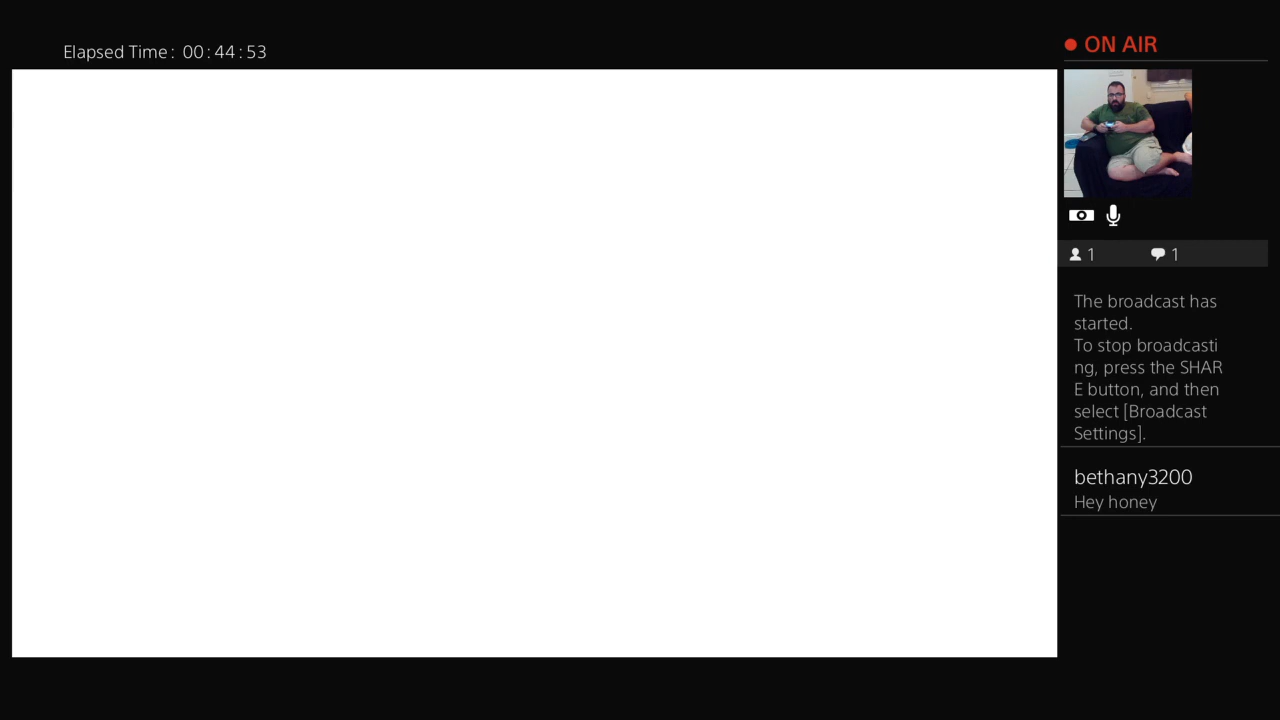 Elapsed Time: 00:44:53
ON AIR
1 1
The broadcast has
started.
To stop broadcasti
ng, press the SHAR
E button, and then
select [Broadcast
Settings].
bethany3200
Hey honey